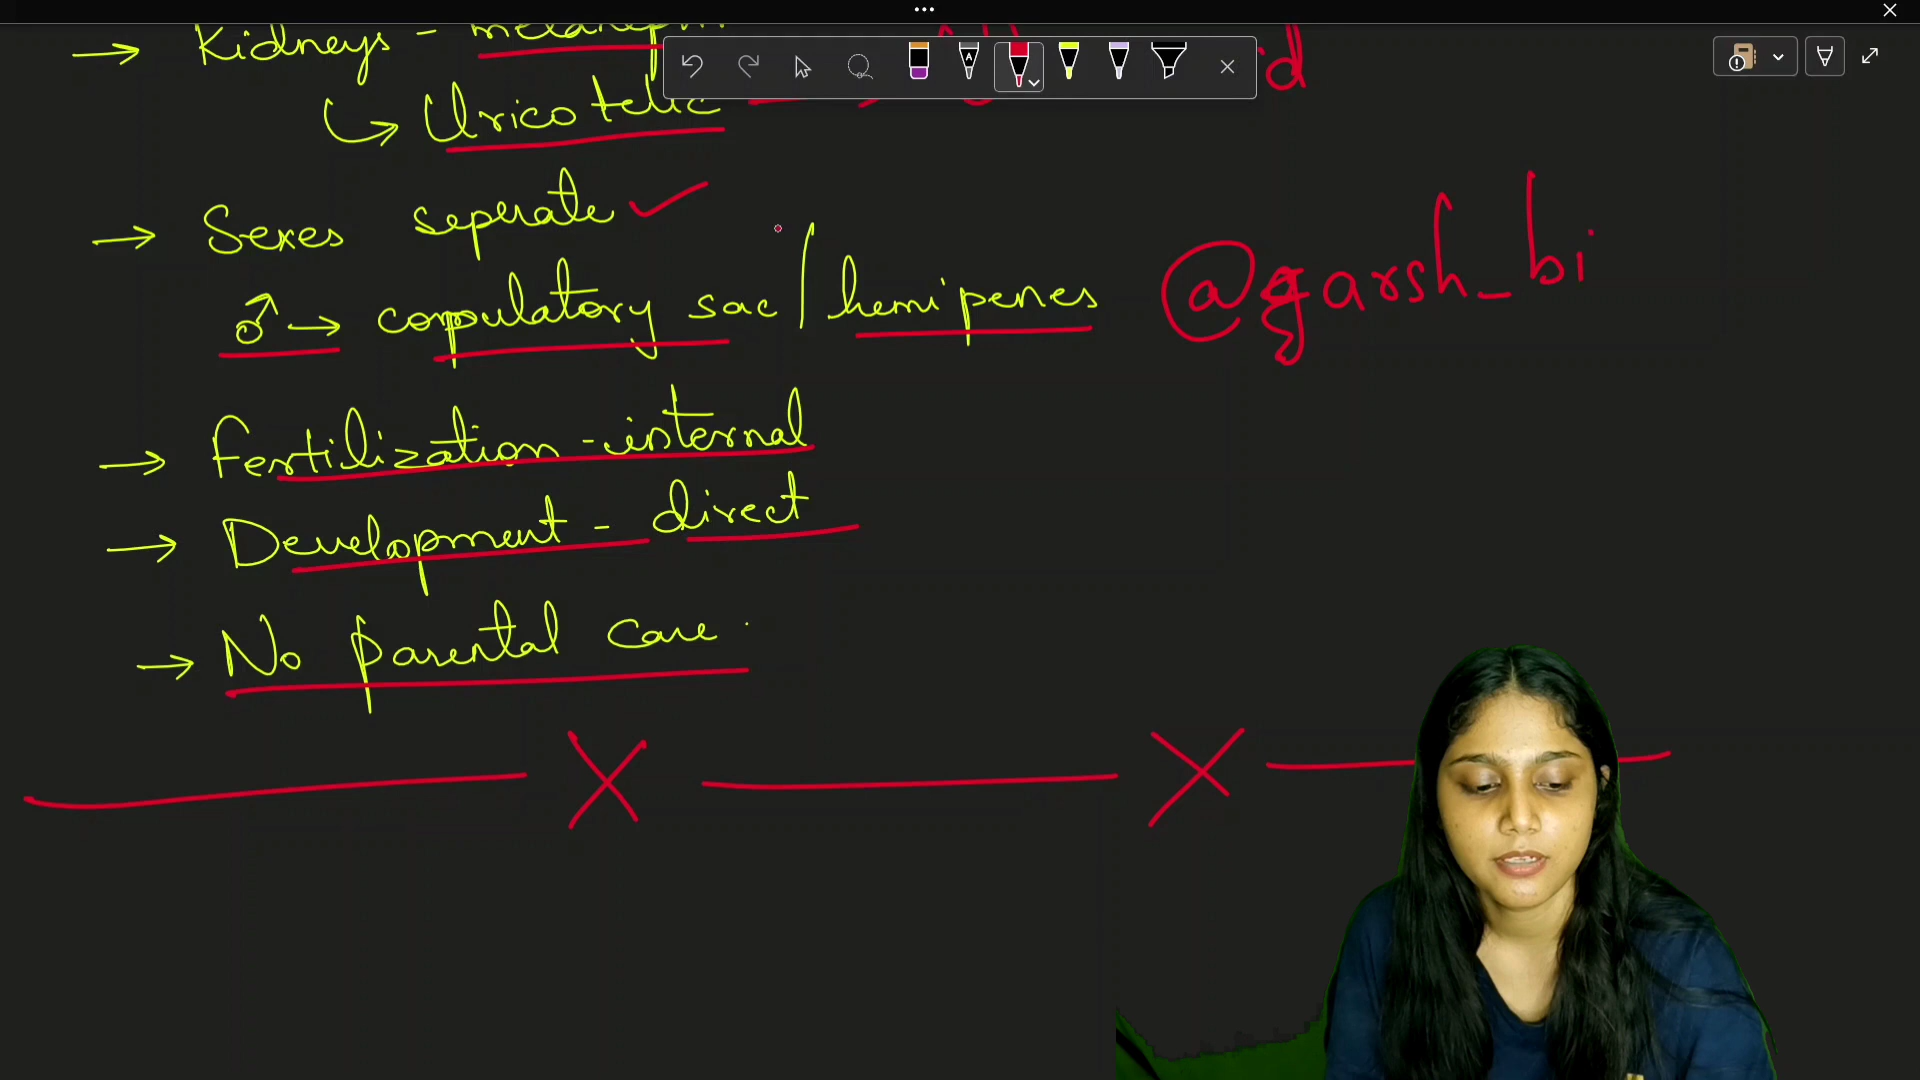 → Kidneys -
↳ Uricotelic
→ Sexes seperate ✓
♂ → copulatory sac / hemipenes
@garsh_bi
→ fertilization - internal
→ Development - direct
→ No parental care.